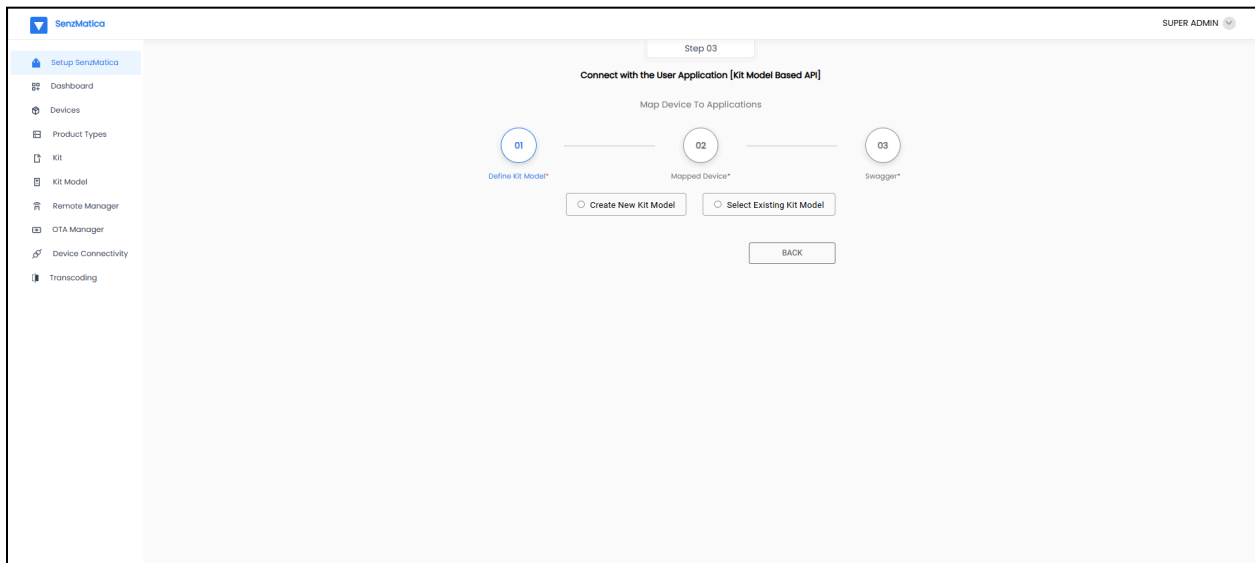 SenzMatica
SUPER ADMIN
Setup SenzMatica
Dashboard
Devices
Product Types
Kit
Kit Model
Remote Manager
OTA Manager
Device Connectivity
Transcoding
Step 03
Connect with the User Application [Kit Model Based API]
Map Device To Applications
01
02
03
Define Kit Model*
Mapped Device*
Swagger*
Create New Kit Model
Select Existing Kit Model
BACK